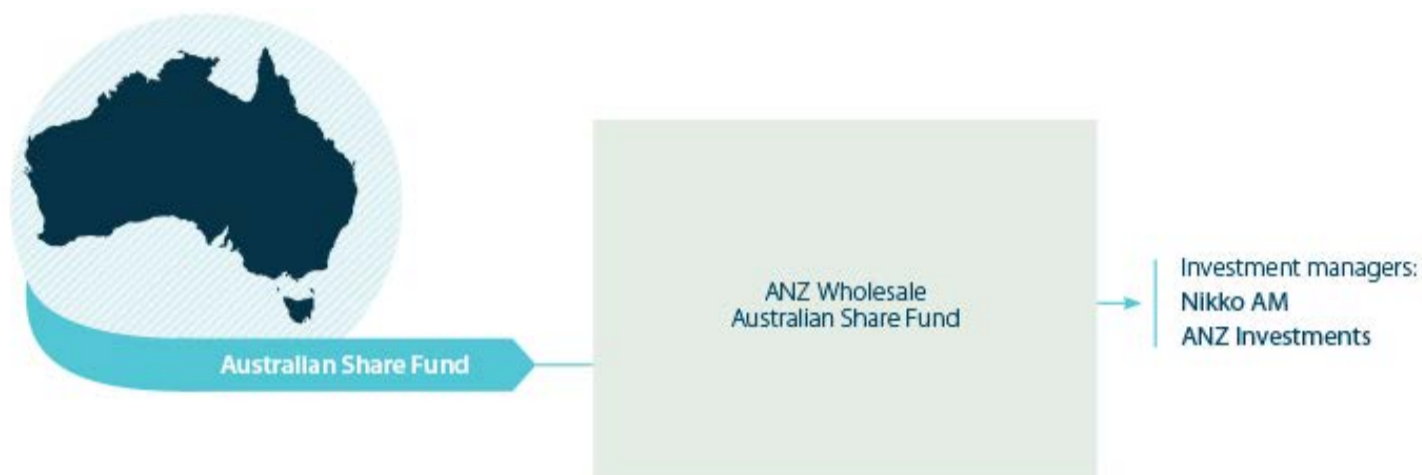 Australian Share Fund
ANZ Wholesale
Australian Share Fund
Investment managers:
Nikko AM
ANZ Investments